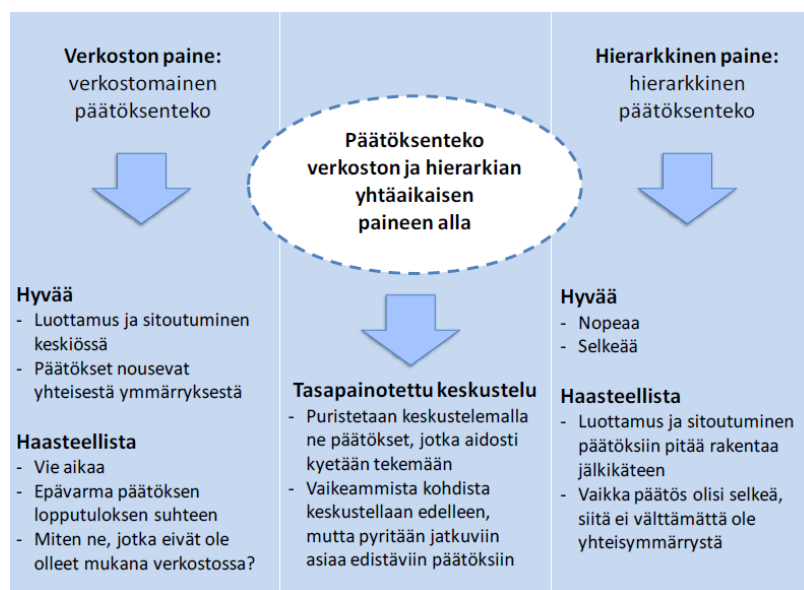 Verkoston paine:
verkostomainen
päätöksenteko
Hyvää
- Luottamus ja sitoutuminen
keskiössä
- Päätökset nousevat
yhteisestä ymmärryksestä
Haasteellista
- Vie aikaa
- Epävarma päätöksen
lopputuloksen suhteen
- Miten ne, jotka eivät ole
olleet mukana verkostossa?
Päätöksenteko
verkoston ja hierarkian
yhtäaikaisen
paineen alla
Tasapainotettu keskustelu
- Puristetaan keskustelemalla
ne päätökset, jotka aidosti
kyetään tekemään
- Vaikeammista kohdista
keskustellaan edelleen,
mutta pyritään jatkuviin
asiaa edistäviin päätöksiin
Hierarkkinen paine:
hierarkkinen
päätöksenteko
Hyvää
- Nopeaa
- Selkeää
Haasteellista
- Luottamus ja sitoutuminen
päätöksiin pitää rakentaa
jälkikäteen
- Vaikka päätös olisi selkeä,
siitä ei välttämättä ole
yhteisymmärrystä